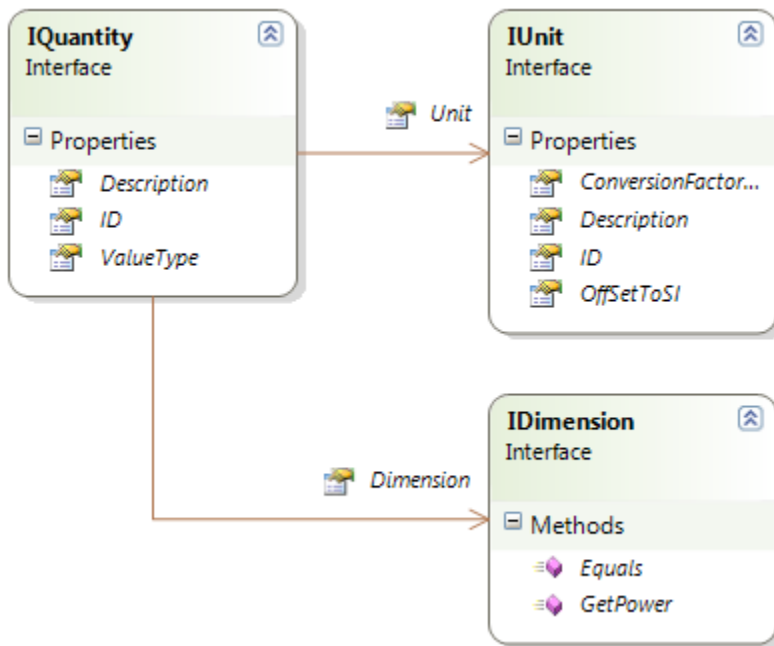 IQuantity
Interface
Properties
Description
ID
ValueType
Unit
IUnit
Interface
Properties
ConversionFactor...
Description
ID
OffSetToSI
Dimension
IDimension
Interface
Methods
Equals
GetPower